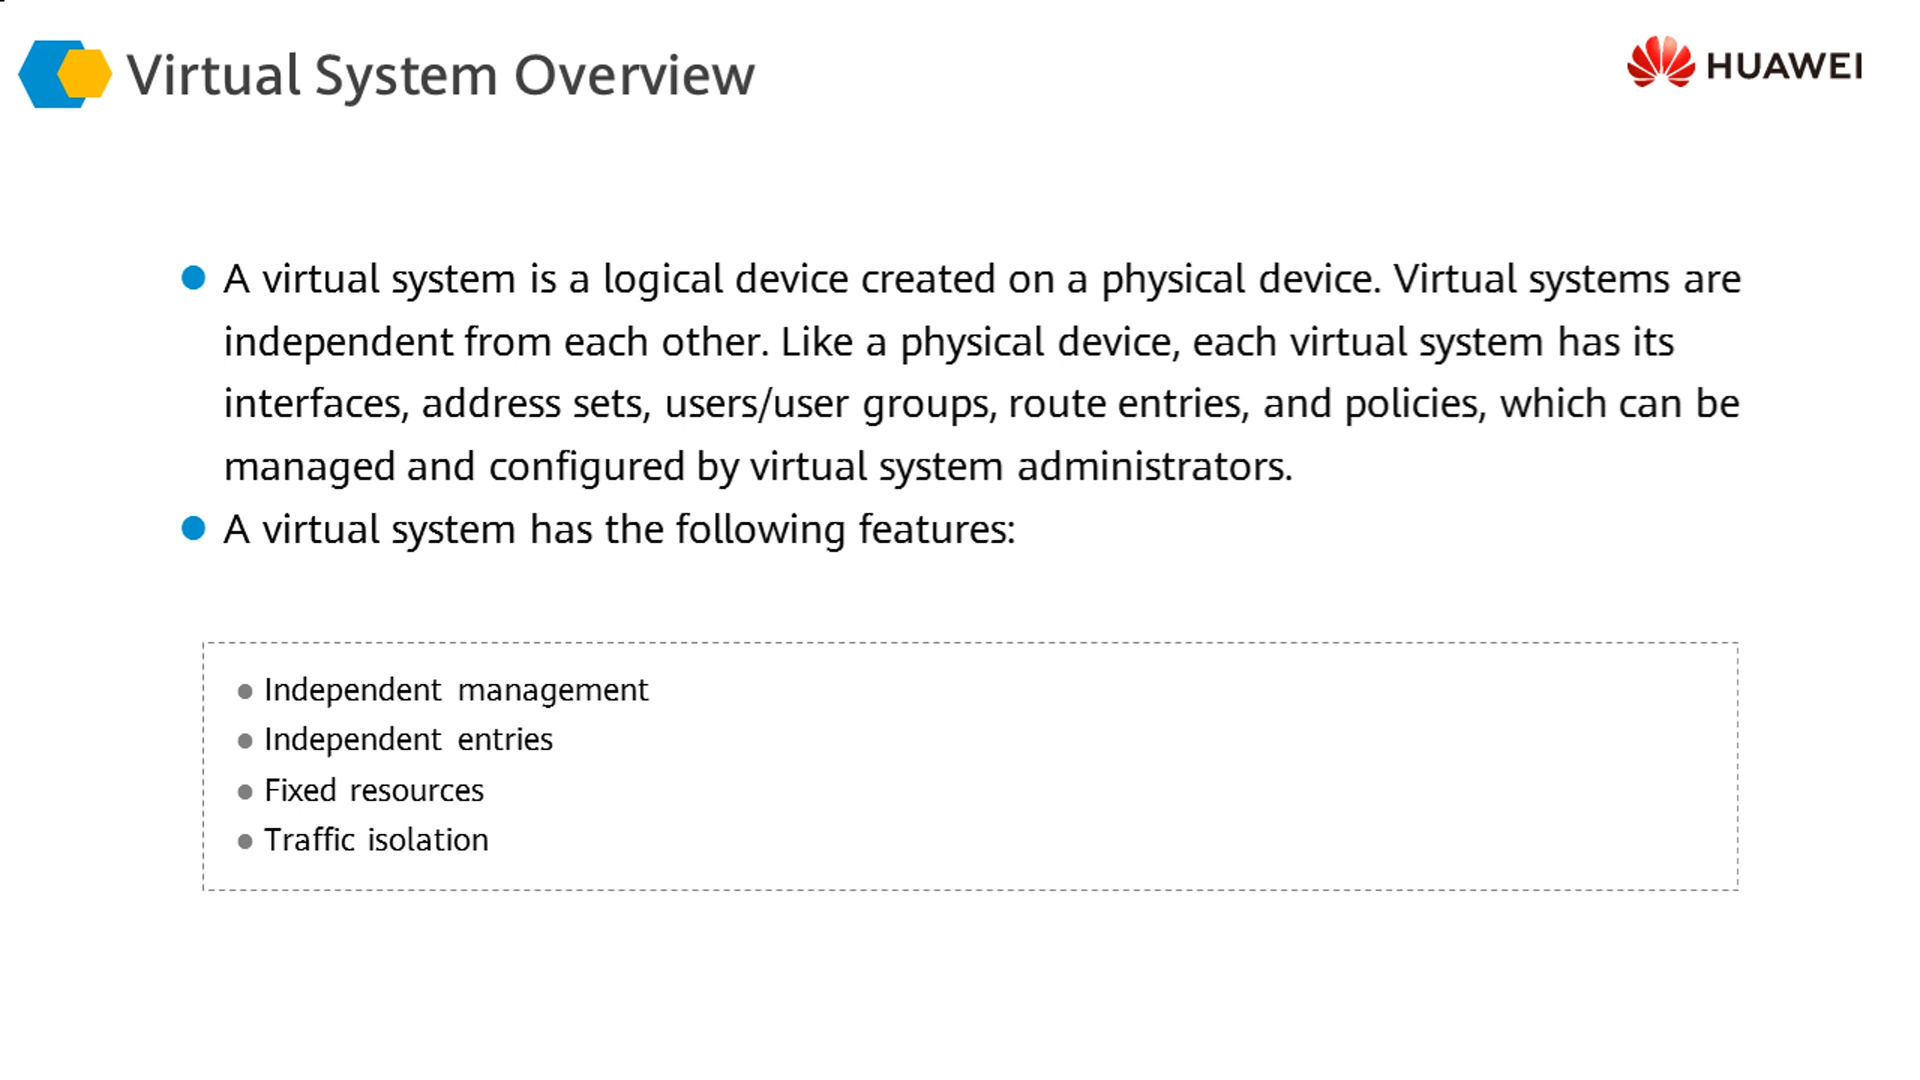 Virtual System Overview
HUAWEI
A virtual system is a logical device created on a physical device. Virtual systems are
independent from each other. Like a physical device, each virtual system has its
interfaces, address sets, users/user groups, route entries, and policies, which can be
managed and configured by virtual system administrators.
A virtual system has the following features:
Independent management
Independent entries
Fixed resources
Traffic isolation